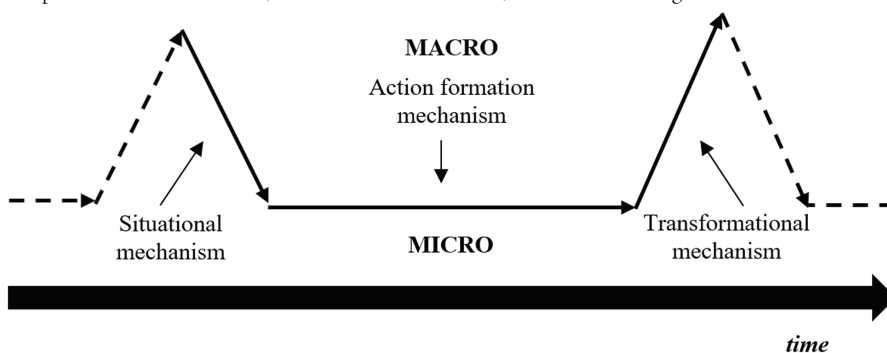 MACRO
Action formation
mechanism
Situational
mechanism
MICRO
Transformational
mechanism
time